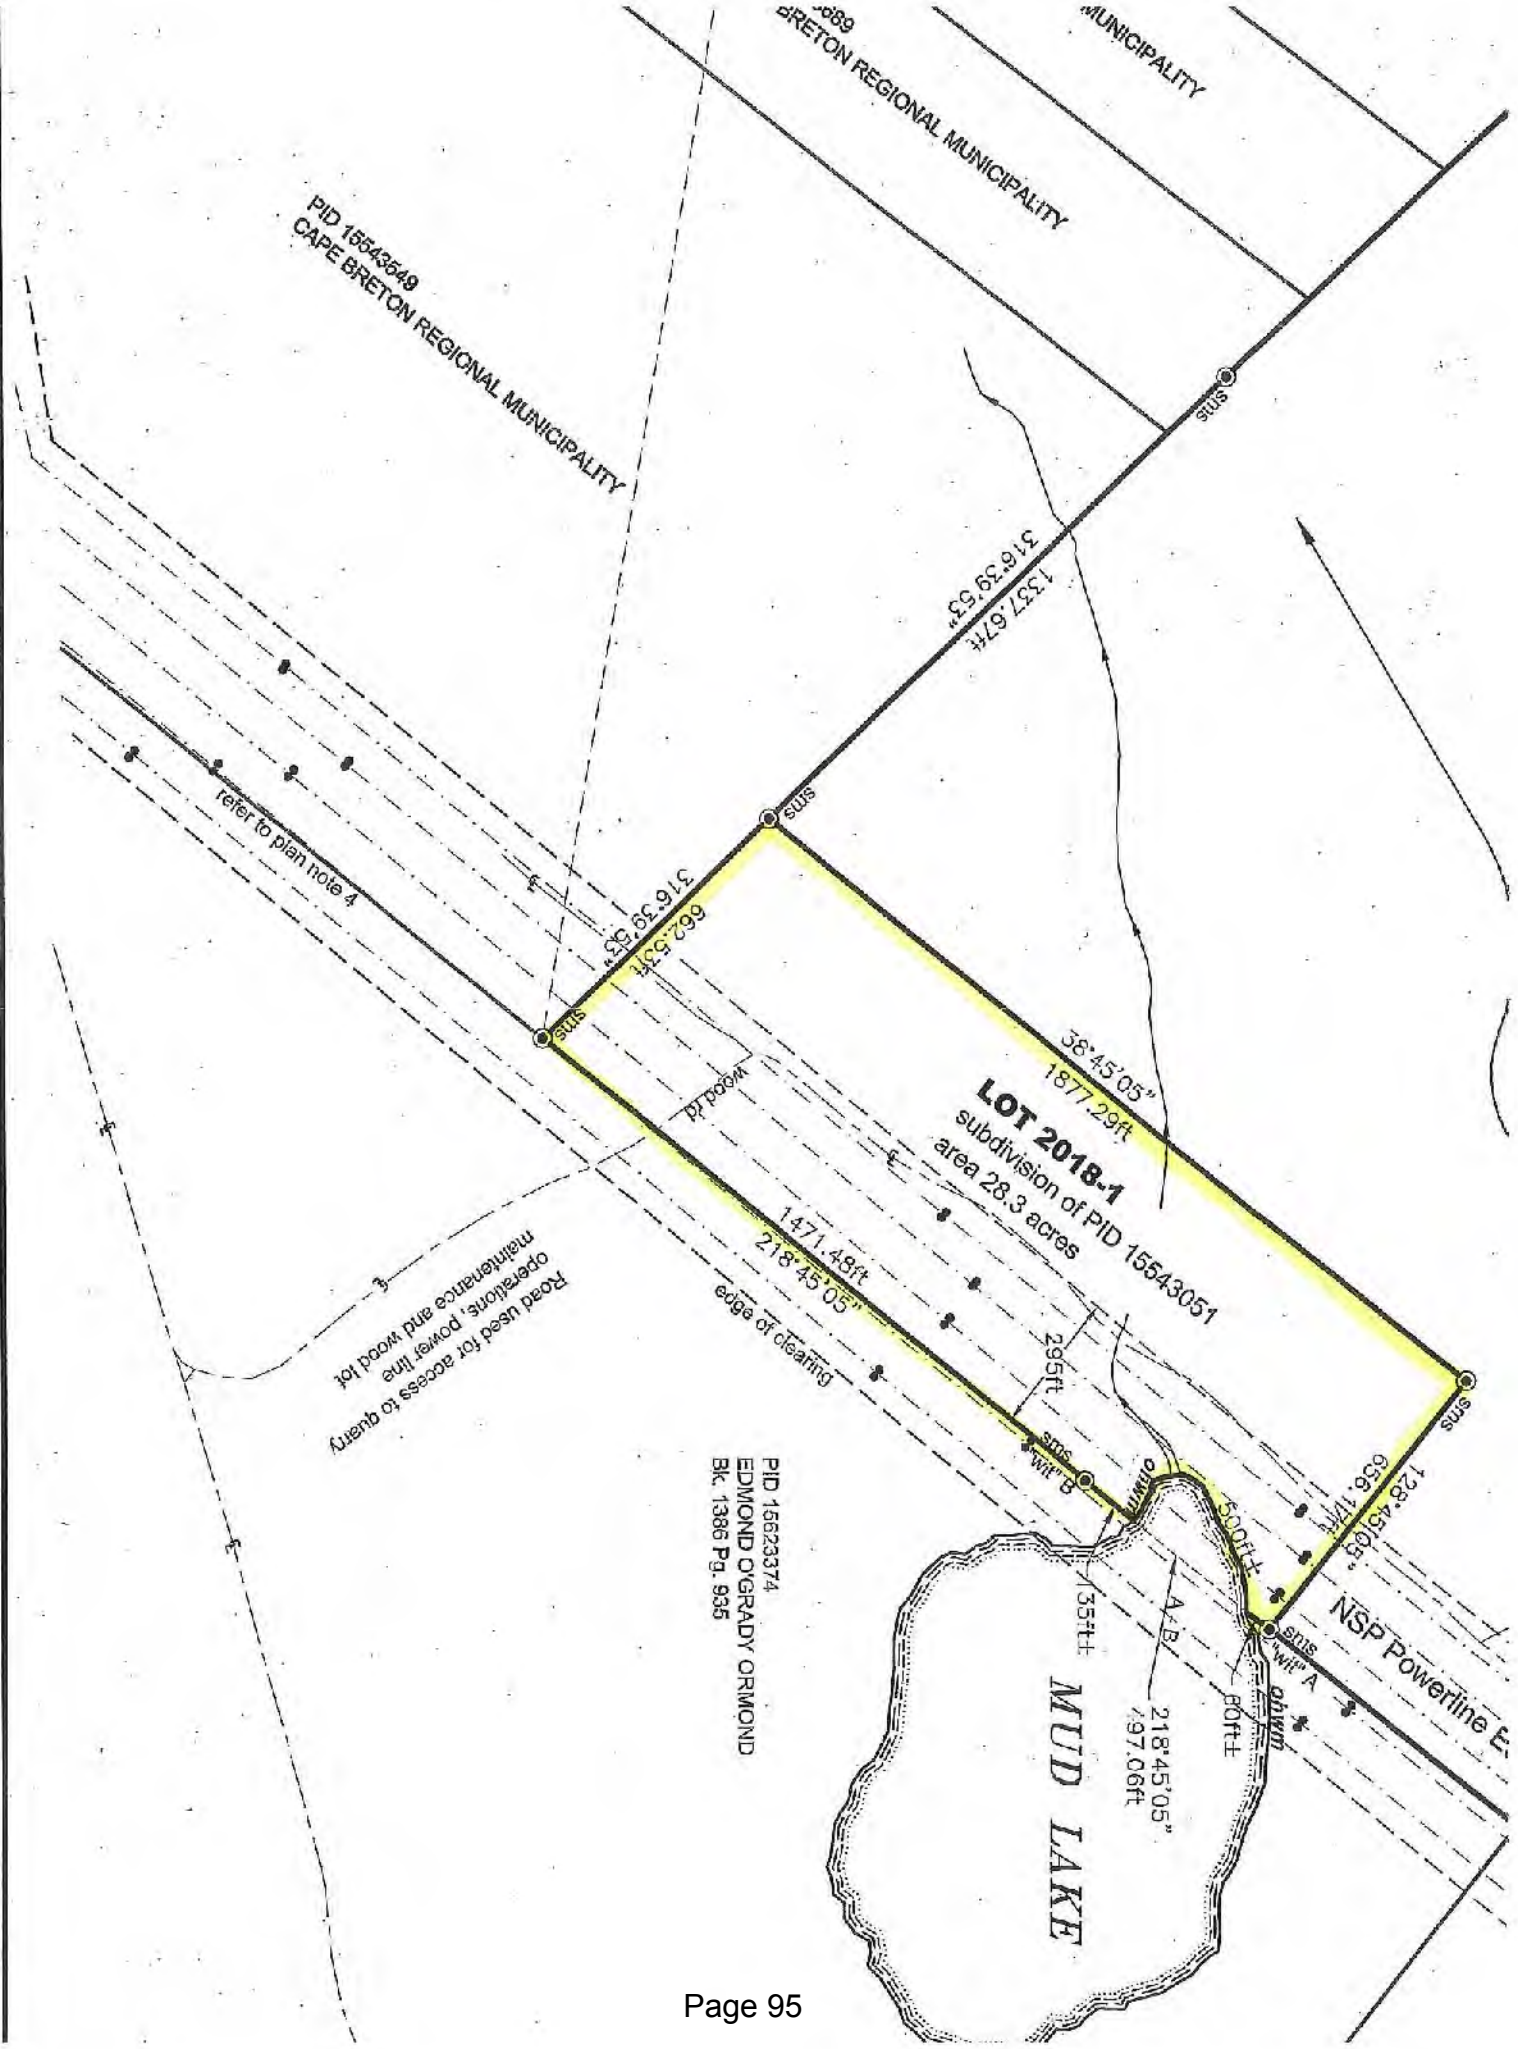 BRETON REGIONAL MUNICIPALITY
MUNICIPALITY
PID 15543549
CAPE BRETON REGIONAL MUNICIPALITY
sms
316°39'53"
1337.67ft
sms
refer to plan note 4
316°39'53"
662.53ft
sms
wood rd
38°45'05"
1877.29ft
LOT 2018-1
subdivision of PID 15543051
area 28.3 acres
1471.48ft
218°45'05"
edge of clearing
295ft
Road used for access to quarry
operations, power line
maintenance and wood lot
sms
"wit" B
ohwm
500ft±
sms
128°45'05"
656.17ft
NSP Powerline E
sms
"wit" A
ohwm
60ft±
135ft±
A-B
218°45'05"
MUD LAKE
PID 15623374
EDMOND O'GRADY ORMOND
Bk. 1386 Pg. 935
Page 95